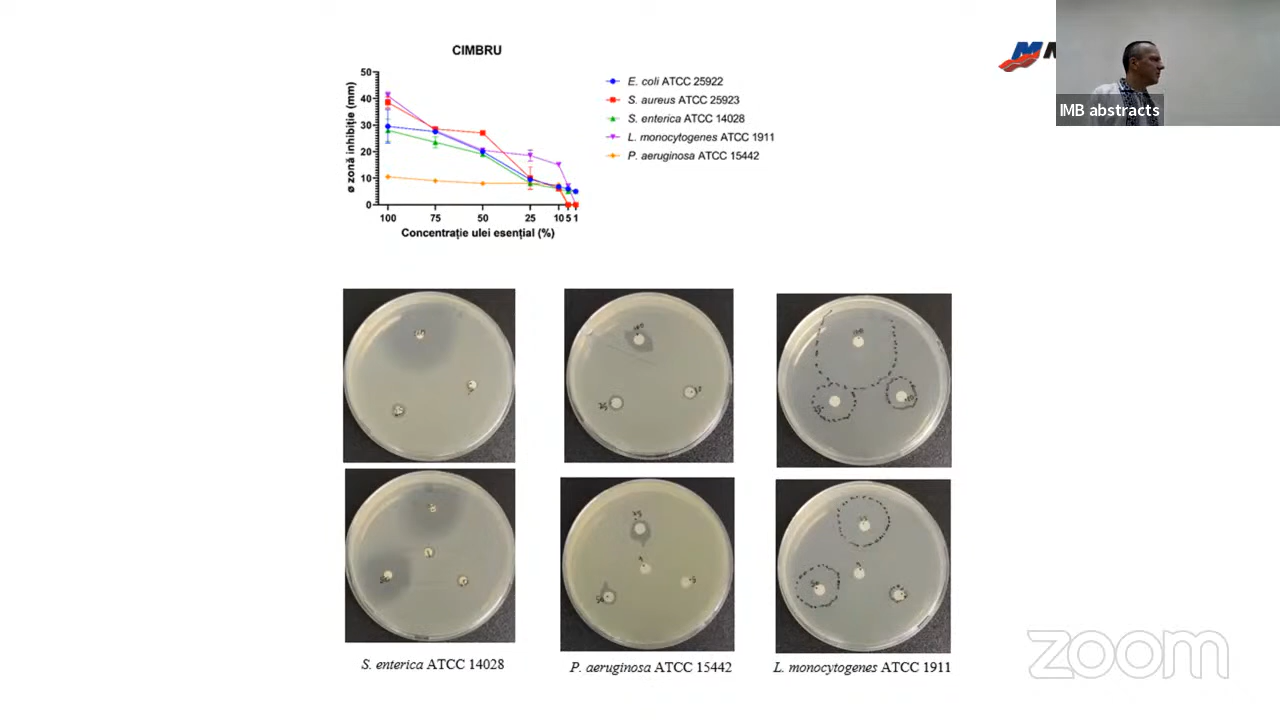 CIMBRU
ø zonă inhibiție (mm)
50
40
30
20
10
0
100 75 50 25 10 5 1
Concentrație ulei esențial (%)
E. coli ATCC 25922
S. aureus ATCC 25923
S. enterica ATCC 14028
L. monocytogenes ATCC 1911
P. aeruginosa ATCC 15442
IMB abstracts
S. enterica ATCC 14028
P. aeruginosa ATCC 15442
L. monocytogenes ATCC 1911
zoom